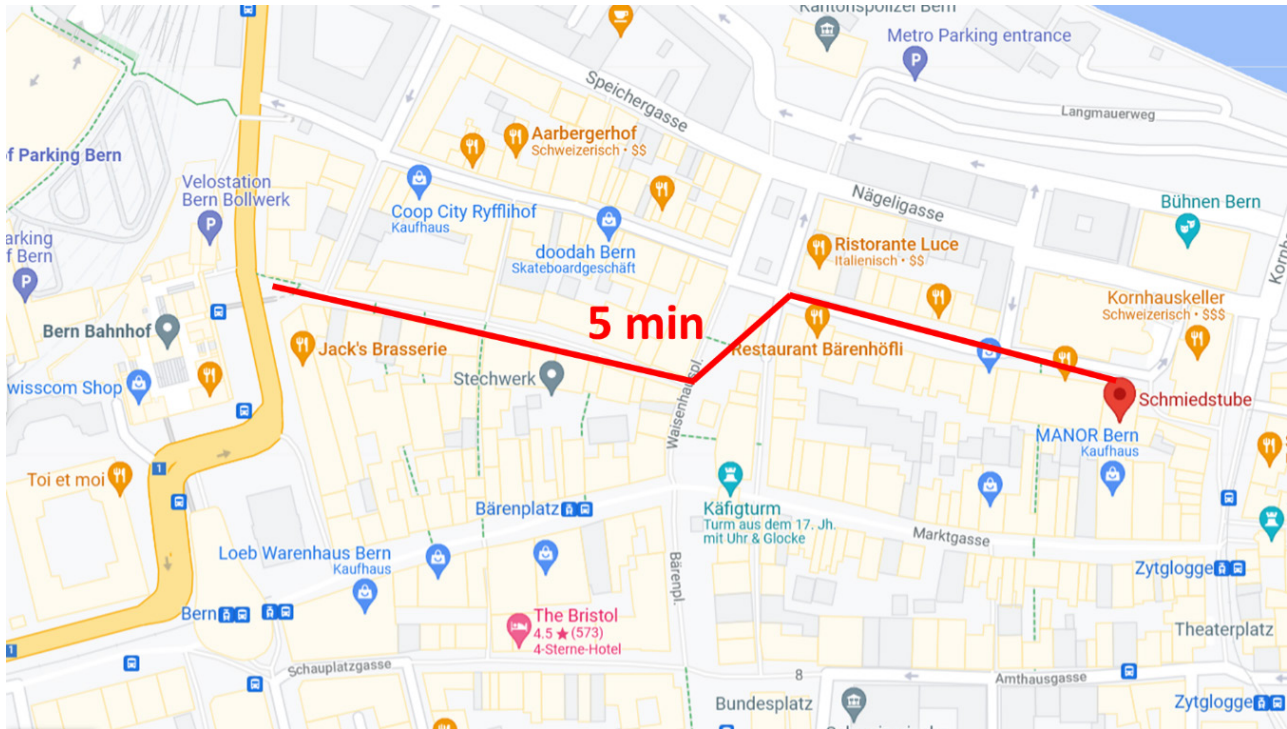 Kantonspolizei Bern
Metro Parking entrance
Speichergasse
Langmauerweg
Aarbergerhof
Schweizerisch • $$
f Parking Bern
Velostation
Bern Bollwerk
Coop City Ryfflihof
Kaufhaus
Nägeligasse
Bühnen Bern
arking
f Bern
doodah Bern
Skateboardgeschäft
Ristorante Luce
Italienisch • $$
Kornhauskeller
Schweizerisch • $$$
5 min
Bern Bahnhof
Jack's Brasserie
Restaurant Bärenhöfli
Stechwerk
wisscom Shop
Waisenhauspl.
Schmiedstube
MANOR Bern
Kaufhaus
1
Toi et moi
Bärenplatz
Käfigturm
Turm aus dem 17. Jh.
mit Uhr & Glocke
Marktgasse
Loeb Warenhaus Bern
Kaufhaus
Bärenpl.
Zytglogge
Bern
The Bristol
4.5 ★ (573)
4-Sterne-Hotel
Theaterplatz
1
Schauplatzgasse
8
Amthausgasse
Bundesplatz
Zytglogge